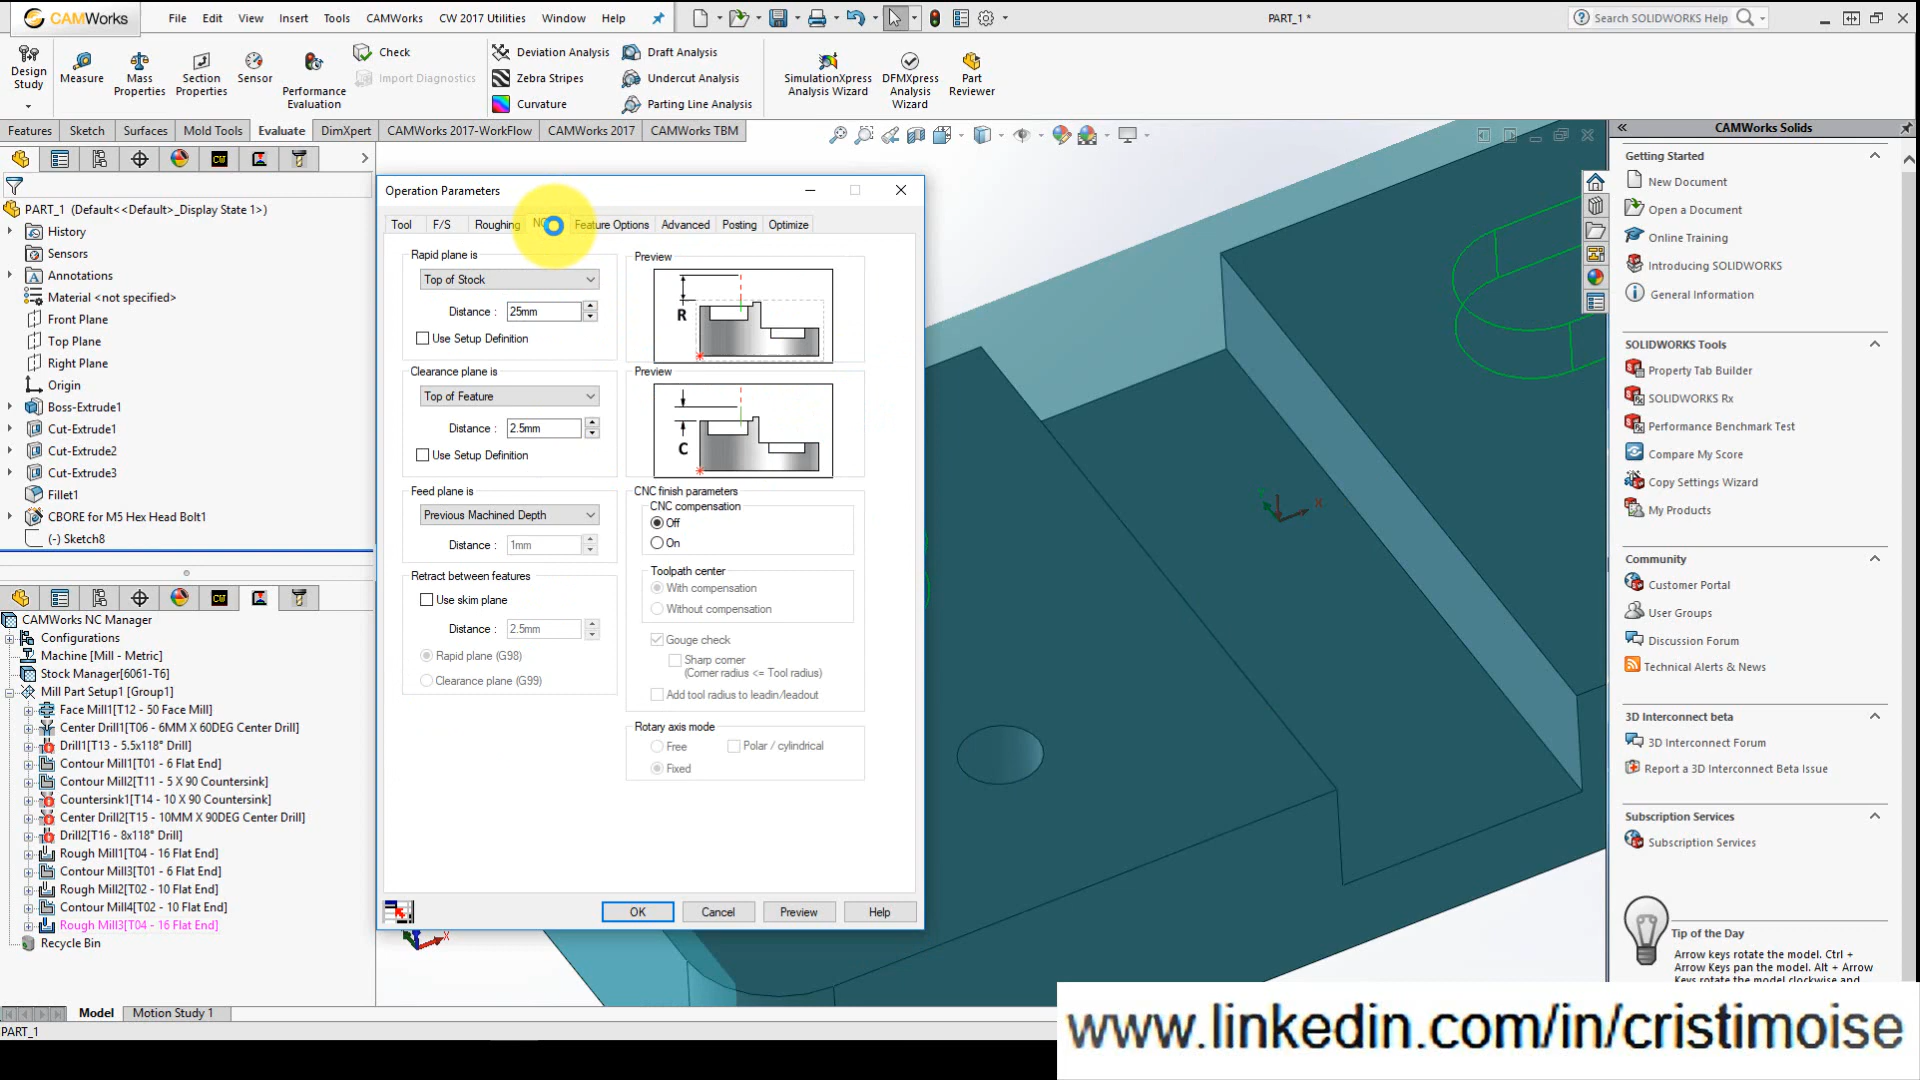 CAMWorks File Edit View Insert Tools CAMWorks CW 2017 Utilities Window Help PART_1 * Search SOLIDWORKS Help
Design Study
Measure
Mass Properties
Section Properties
Sensor
Performance Evaluation
Check
Import Diagnostics
Deviation Analysis
Zebra Stripes
Curvature
Draft Analysis
Undercut Analysis
Parting Line Analysis
SimulationXpress Analysis Wizard
DFMXpress Analysis Wizard
Part Reviewer
Features Sketch Surfaces Mold Tools Evaluate DimXpert CAMWorks 2017-WorkFlow CAMWorks 2017 CAMWorks TBM
PART_1 (Default<<Default>_Display State 1>)
History
Sensors
Annotations
Material <not specified>
Front Plane
Top Plane
Right Plane
Origin
Boss-Extrude1
Cut-Extrude1
Cut-Extrude2
Cut-Extrude3
Fillet1
CBORE for M5 Hex Head Bolt1
(-) Sketch8
CAMWorks NC Manager
Configurations
Machine [Mill - Metric]
Stock Manager[6061-T6]
Mill Part Setup1 [Group1]
Face Mill1[T12 - 50 Face Mill]
Center Drill1[T06 - 6MM X 60DEG Center Drill]
Drill1[T13 - 5.5x118° Drill]
Contour Mill1[T01 - 6 Flat End]
Contour Mill2[T11 - 5 X 90 Countersink]
Countersink1[T14 - 10 X 90 Countersink]
Center Drill2[T15 - 10MM X 90DEG Center Drill]
Drill2[T16 - 8x118° Drill]
Rough Mill1[T04 - 16 Flat End]
Contour Mill3[T01 - 6 Flat End]
Rough Mill2[T02 - 10 Flat End]
Contour Mill4[T02 - 10 Flat End]
Rough Mill3[T04 - 16 Flat End]
Recycle Bin
Model Motion Study 1
PART_1
Operation Parameters
Tool F/S Roughing NC Feature Options Advanced Posting Optimize
Rapid plane is
Top of Stock
Distance : 25mm
Use Setup Definition
Clearance plane is
Top of Feature
Distance : 2.5mm
Use Setup Definition
Feed plane is
Previous Machined Depth
Distance : 1mm
Retract between features
Use skim plane
Distance : 2.5mm
Rapid plane (G98)
Clearance plane (G99)
Preview
R
Preview
C
CNC finish parameters
CNC compensation
Off
On
Toolpath center
With compensation
Without compensation
Gouge check
Sharp corner
(Corner radius <= Tool radius)
Add tool radius to leadin/leadout
Rotary axis mode
Free Polar / cylindrical
Fixed
OK Cancel Preview Help
X
X
CAMWorks Solids
Getting Started
New Document
Open a Document
Online Training
Introducing SOLIDWORKS
General Information
SOLIDWORKS Tools
Property Tab Builder
SOLIDWORKS Rx
Performance Benchmark Test
Compare My Score
Copy Settings Wizard
My Products
Community
Customer Portal
User Groups
Discussion Forum
Technical Alerts & News
3D Interconnect beta
3D Interconnect Forum
Report a 3D Interconnect Beta Issue
Subscription Services
Subscription Services
Tip of the Day
Arrow keys rotate the model. Ctrl +
Arrow Keys pan the model. Alt + Arrow
Keys rotate the model clockwise and
www.linkedin.com/in/cristimoise